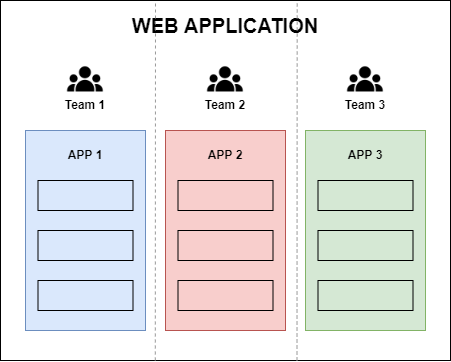 WEB APPLICATION
Team 1
Team 2
Team 3
APP 1
APP 2
APP 3